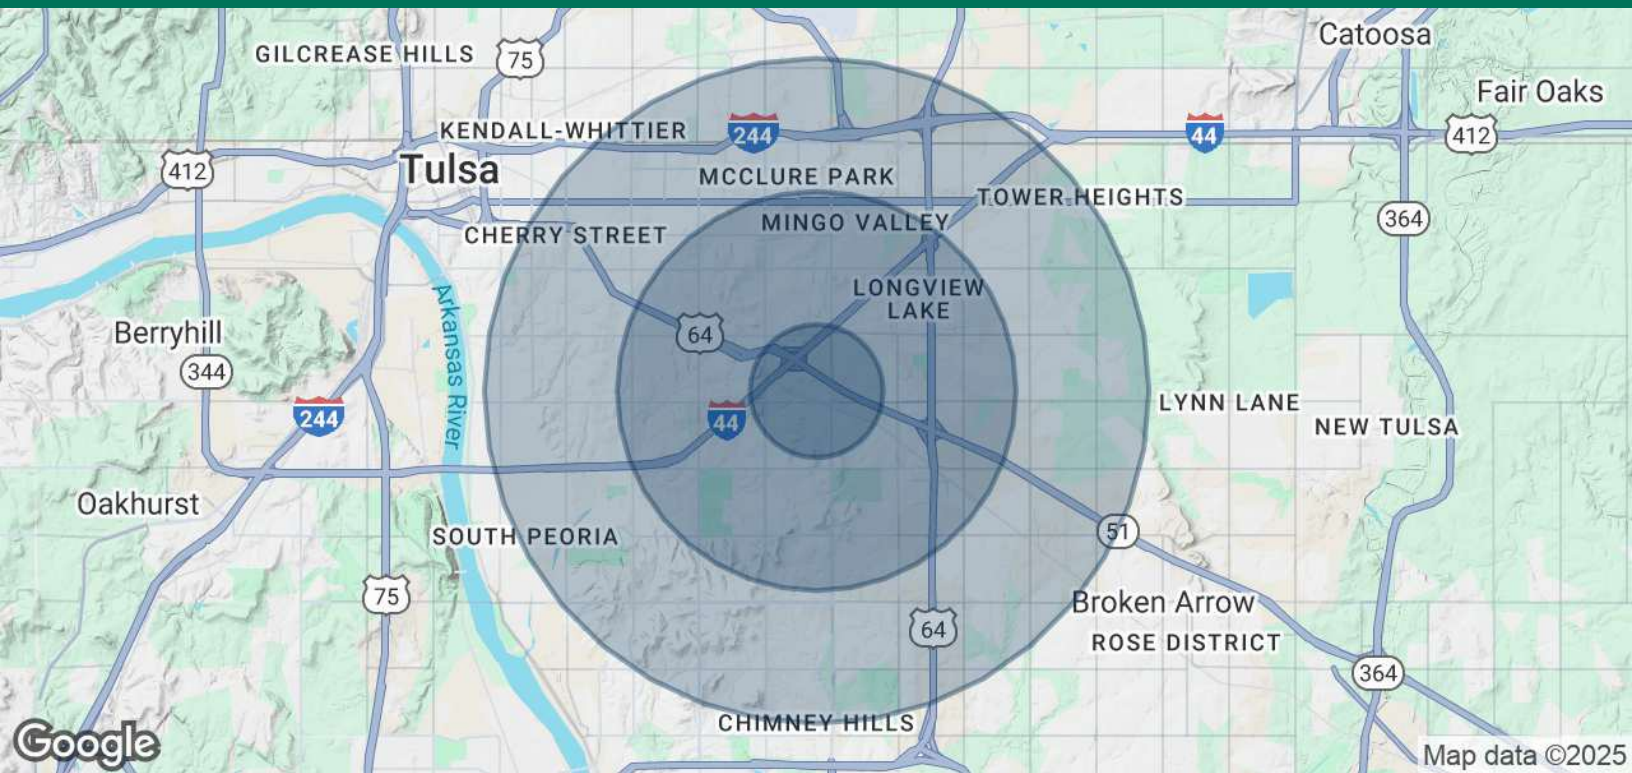 Catoosa
GILCREASE HILLS
75
Fair Oaks
KENDALL-WHITTIER
244
44
412
412
Tulsa
MCCLURE PARK
TOWER HEIGHTS
364
MINGO VALLEY
CHERRY STREET
LONGVIEW
LAKE
Arkansas River
Berryhill
64
344
LYNN LANE
244
44
NEW TULSA
Oakhurst
SOUTH PEORIA
51
75
Broken Arrow
64
ROSE DISTRICT
364
CHIMNEY HILLS
Google
Map data ©2025